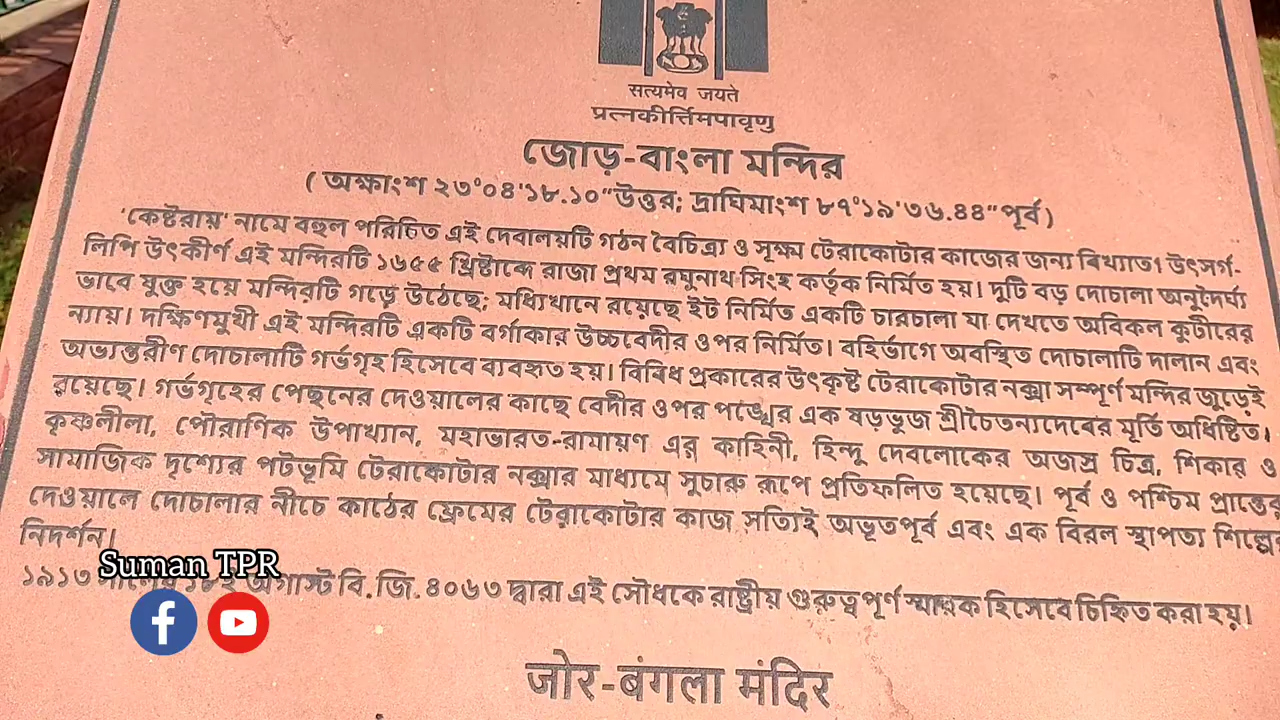 सत्यमेव जयते
प्रत्नकीर्त्तिमपावृणु
জোড়-বাংলা মন্দির
( অক্ষাংশ ২৩°০৪'১৮.১০" উত্তর; দ্রাঘিমাংশ ৮৭°১৯'৩৬.৪৪" পূর্ব )
'কেষ্টরায়' নামে বহুল পরিচিত এই দেবালয়টি গঠন বৈচিত্র্য ও সূক্ষ্ম টেরাকোটার কাজের জন্য বিখ্যাত। উৎসর্গ-
লিপি উৎকীর্ণ এই মন্দিরটি ১৬৫৫ খ্রিষ্টাব্দে রাজা প্রথম রঘুনাথ সিংহ কর্তৃক নির্মিত হয়। দুটি বড় দোচালা অনুদৈর্ঘ্য
ভাবে যুক্ত হয়ে মন্দিরটি গড়ে উঠেছে; মধ্যিখানে রয়েছে ইট নির্মিত একটি চারচালা যা দেখতে অবিকল কুটীরের
ন্যায়। দক্ষিণমুখী এই মন্দিরটি একটি বর্গাকার উচ্চবেদীর ওপর নির্মিত। বহির্ভাগে অবস্থিত দোচালাটি দালান এবং
অভ্যন্তরীণ দোচালাটি গর্ভগৃহ হিসেবে ব্যবহৃত হয়। বিবিধ প্রকারের উৎকৃষ্ট টেরাকোটার নক্সা সম্পূর্ণ মন্দির জুড়েই
রয়েছে। গর্ভগৃহের পেছনের দেওয়ালের কাছে বেদীর ওপর পঙ্খের এক ষড়ভুজ শ্রীচৈতন্যদেবের মূর্তি অধিষ্টিত।
কৃষ্ণলীলা, পৌরাণিক উপাখ্যান, মহাভারত-রামায়ণ এর কাহিনী, হিন্দু দেবলোকের অজস্র চিত্র, শিকার ও
সামাজিক দৃশ্যের পটভূমি টেরাকোটার নক্সার মাধ্যমে সুচারু রূপে প্রতিফলিত হয়েছে। পূর্ব ও পশ্চিম প্রান্তের
দেওয়ালে দোচালার নীচে কাঠের ফ্রেমের টেরাকোটার কাজ সত্যিই অভূতপূর্ব এবং এক বিরল স্থাপত্য শিল্পের
নিদর্শন।
Suman TPR
১৯১৩ সালের ১৮ই অগাস্ট বি.জি. ৪০৬৩ দ্বারা এই সৌধকে রাষ্ট্রীয় গুরুত্বপূর্ণ স্মারক হিসেবে চিহ্নিত করা হয়।
जोर-बंगला मंदिर